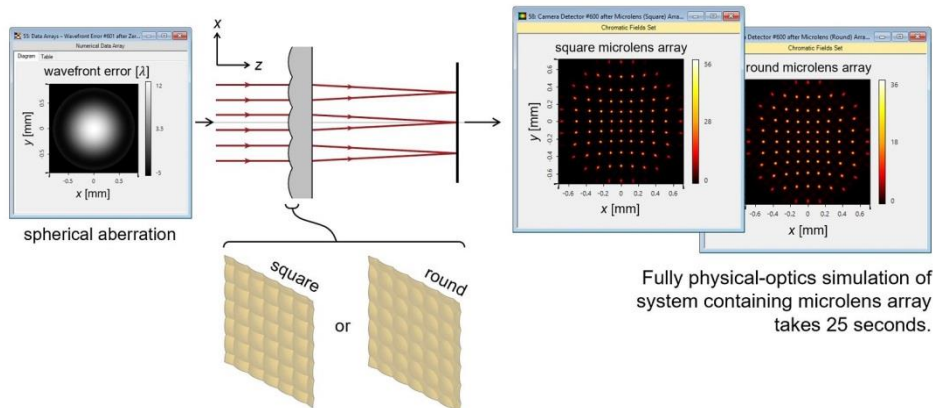 55: Data Arrays – Wavefront Error #601 after Zer...
Numerical Data Array
Diagram Table
wavefront error [λ]
12
3.5
-5
0.5
0
-0.5
y [mm]
-0.5 0 0.5
x [mm]
spherical aberration
x
z
square
or
round
58: Camera Detector #600 after Microlens (Square) Arra...
Chromatic Fields Set
square microlens array
56
28
0
0.6
0.4
0.2
0
-0.2
-0.4
-0.6
y [mm]
-0.6 -0.4 -0.2 0 0.2 0.4 0.6
x [mm]
Detector #600 after Microlens (Round) Array...
Chromatic Fields Set
round microlens array
36
18
0
-0.6 -0.4 -0.2 0 0.2 0.4 0.6
x [mm]
Fully physical-optics simulation of
system containing microlens array
takes 25 seconds.